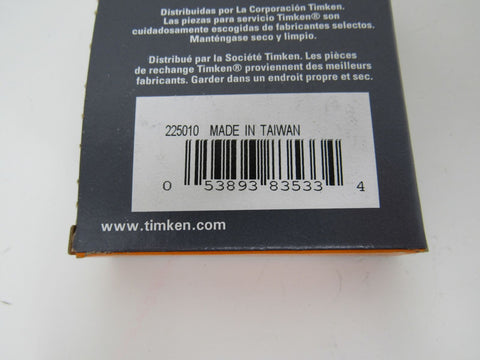 Distribuidas por La Corporación Timken.
Las piezas para servicio Timken® son
cuidadosamente escogidas de fabricantes selectos.
Manténgase seco y limpio.
Distribué par la Société Timken. Les pièces
de rechange Timken® proviennent des meilleurs
fabricants. Garder dans un endroit propre et sec.
225010 MADE IN TAIWAN
0 53893 83533 4
www.timken.com